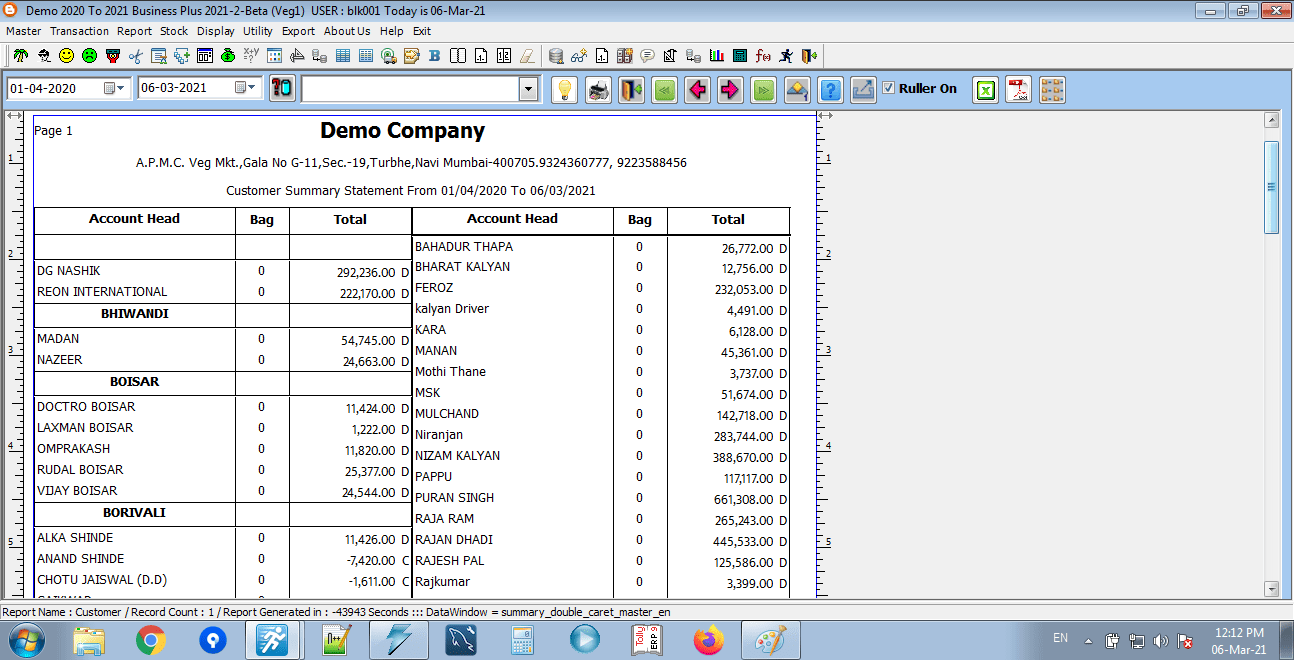 Demo 2020 To 2021 Business Plus 2021-2-Beta (Veg1) USER : blk001 Today is 06-Mar-21
Master Transaction Report Stock Display Utility Export About Us Help Exit
01-04-2020 06-03-2021 Ruller On
Page 1 Demo Company
A.P.M.C. Veg Mkt.,Gala No G-11,Sec.-19,Turbhe,Navi Mumbai-400705.9324360777, 9223588456
Customer Summary Statement From 01/04/2020 To 06/03/2021
Account Head Bag Total
DG NASHIK 0 292,236.00 D
REON INTERNATIONAL 0 222,170.00 D
BHIWANDI
MADAN 0 54,745.00 D
NAZEER 0 24,663.00 D
BOISAR
DOCTRO BOISAR 0 11,424.00 D
LAXMAN BOISAR 0 1,222.00 D
OMPRAKASH 0 11,820.00 D
RUDAL BOISAR 0 25,377.00 D
VIJAY BOISAR 0 24,544.00 D
BORIVALI
ALKA SHINDE 0 11,426.00 D
ANAND SHINDE 0 -7,420.00 C
CHOTU JAISWAL (D.D) 0 -1,611.00 C
Account Head Bag Total
BAHADUR THAPA 0 26,772.00 D
BHARAT KALYAN 0 12,756.00 D
FEROZ 0 232,053.00 D
kalyan Driver 0 4,491.00 D
KARA 0 6,128.00 D
MANAN 0 45,361.00 D
Mothi Thane 0 3,737.00 D
MSK 0 51,674.00 D
MULCHAND 0 142,718.00 D
Niranjan 0 283,744.00 D
NIZAM KALYAN 0 388,670.00 D
PAPPU 0 117,117.00 D
PURAN SINGH 0 661,308.00 D
RAJA RAM 0 265,243.00 D
RAJAN DHADI 0 445,533.00 D
RAJESH PAL 0 125,586.00 D
Rajkumar 0 3,399.00 D
1
2
3
4
5
1
2
3
4
5
Report Name : Customer / Record Count : 1 / Report Generated in : -43943 Seconds ::: DataWindow = summary_double_caret_master_en
EN 12:12 PM
06-Mar-21